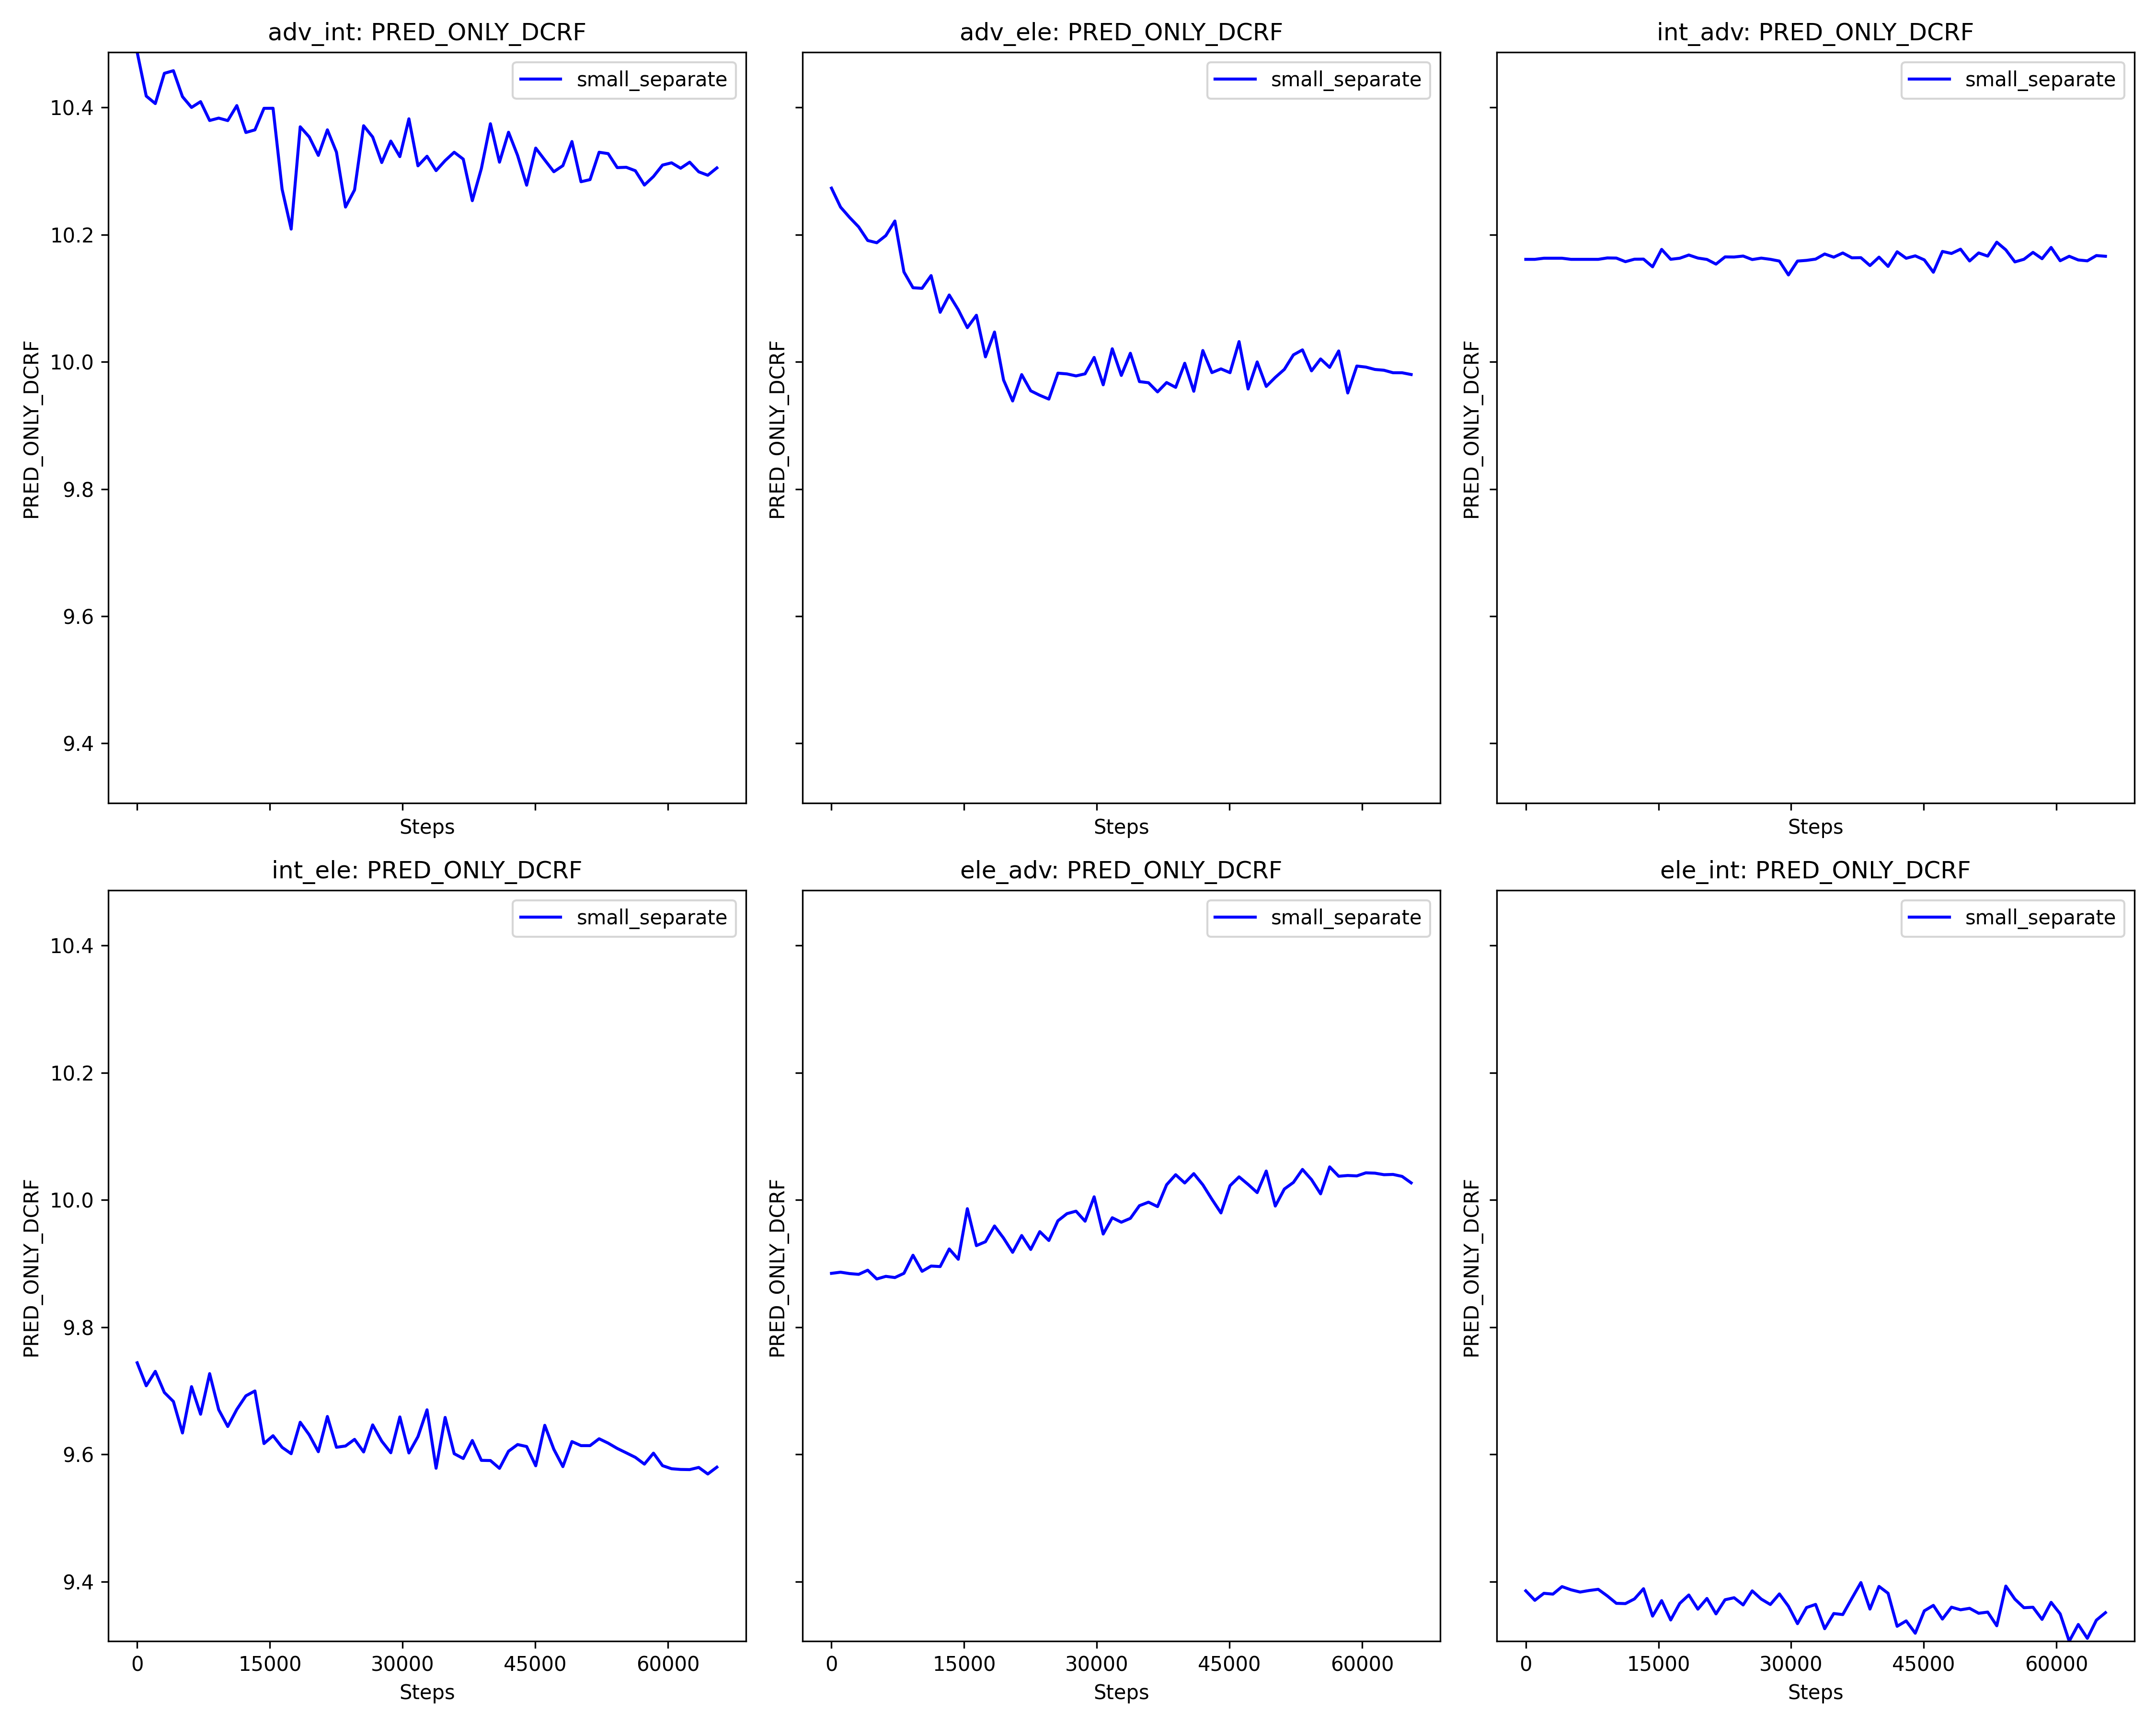 adv_int: PRED_ONLY_DCRF
small_separate
PRED_ONLY_DCRF
10.4
10.2
10.0
9.8
9.6
9.4
Steps
adv_ele: PRED_ONLY_DCRF
small_separate
PRED_ONLY_DCRF
Steps
int_adv: PRED_ONLY_DCRF
small_separate
PRED_ONLY_DCRF
Steps
int_ele: PRED_ONLY_DCRF
small_separate
PRED_ONLY_DCRF
10.4
10.2
10.0
9.8
9.6
9.4
0 15000 30000 45000 60000
Steps
ele_adv: PRED_ONLY_DCRF
small_separate
PRED_ONLY_DCRF
0 15000 30000 45000 60000
Steps
ele_int: PRED_ONLY_DCRF
small_separate
PRED_ONLY_DCRF
0 15000 30000 45000 60000
Steps